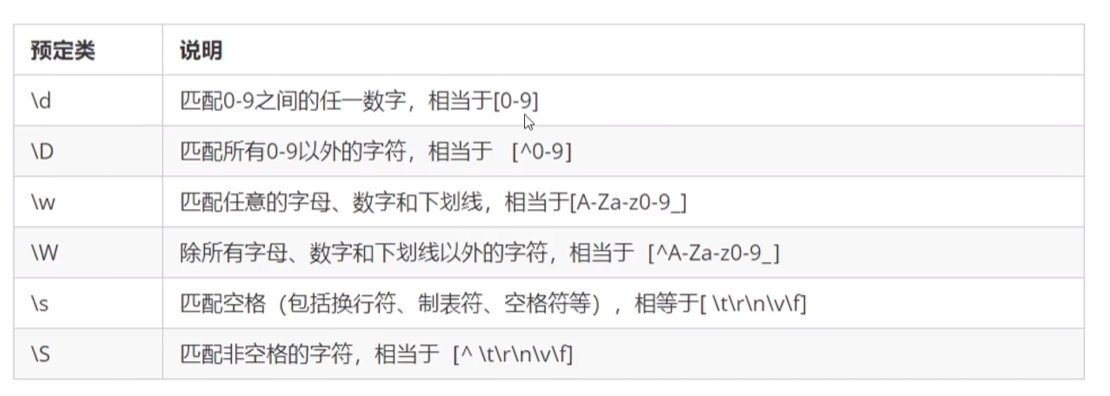 预定类 说明
\d 匹配0-9之间的任一数字，相当于[0-9]
\D 匹配所有0-9以外的字符，相当于 [^0-9]
\w 匹配任意的字母、数字和下划线，相当于[A-Za-z0-9_]
\W 除所有字母、数字和下划线以外的字符，相当于 [^A-Za-z0-9_]
\s 匹配空格（包括换行符、制表符、空格符等），相等于[ \t\r\n\v\f]
\S 匹配非空格的字符，相当于 [^ \t\r\n\v\f]